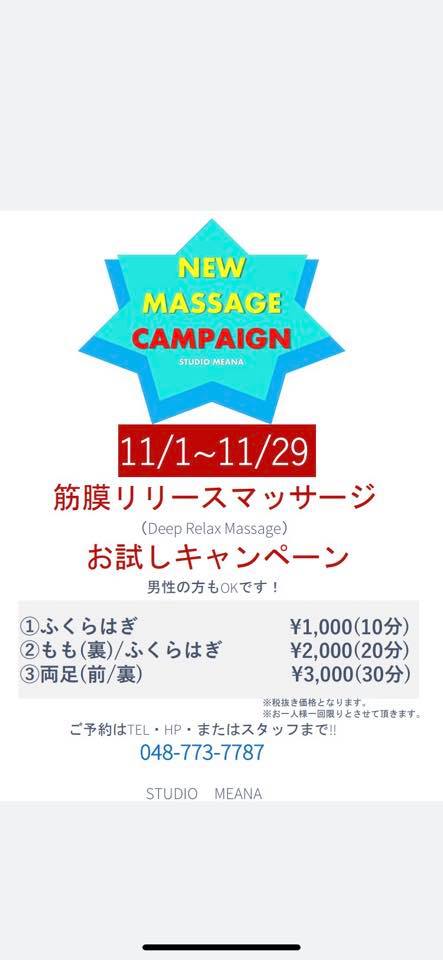 NEW
MASSAGE
CAMPAIGN
STUDIO MEANA
11/1~11/29
筋膜リリースマッサージ
（Deep Relax Massage）
お試しキャンペーン
男性の方もOKです！
①ふくらはぎ ¥1,000(10分)
②もも(裏)/ふくらはぎ ¥2,000(20分)
③両足(前/裏) ¥3,000(30分)
※税抜き価格となります。
※お一人様一回限りとさせて頂きます。
ご予約はTEL・HP・またはスタッフまで!!
048-773-7787
STUDIO　MEANA